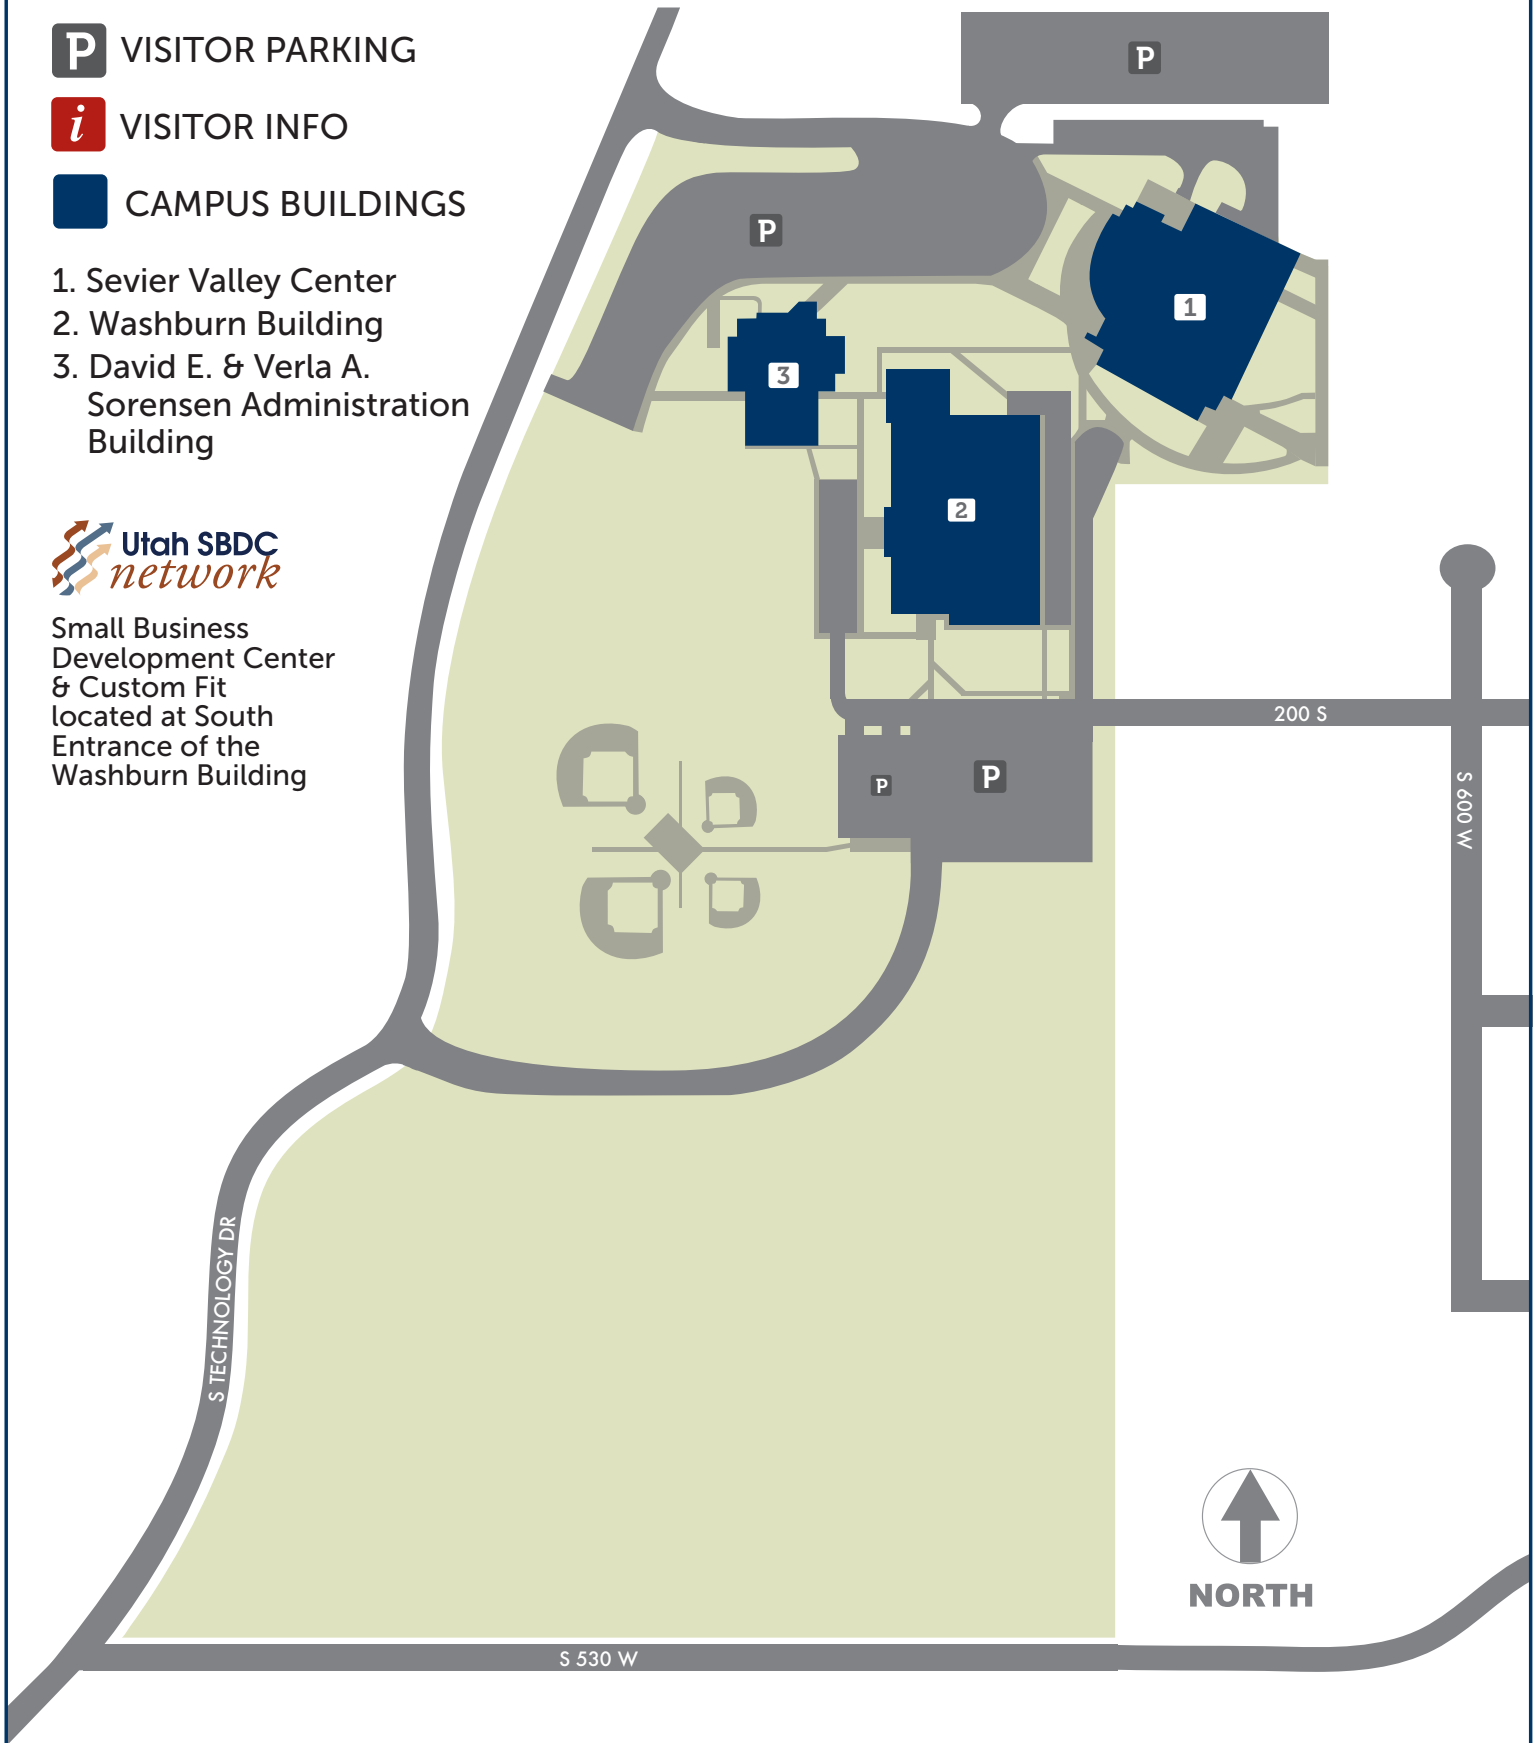 P VISITOR PARKING
i VISITOR INFO
CAMPUS BUILDINGS
1. Sevier Valley Center
2. Washburn Building
3. David E. & Verla A.
Sorensen Administration
Building
Utah SBDC
network
Small Business
Development Center
& Custom Fit
located at South
Entrance of the
Washburn Building
P
P
1
3
2
200 S
P
P
S 600 W
S TECHNOLOGY DR
NORTH
S 530 W